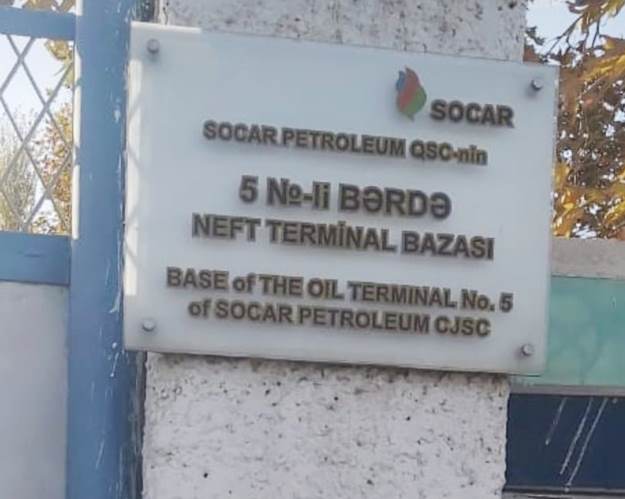 SOCAR
SOCAR PETROLEUM QSC-nin
5 №-li BƏRDƏ
NEFT TERMİNAL BAZASI
BASE of THE OIL TERMINAL No. 5
of SOCAR PETROLEUM CJSC